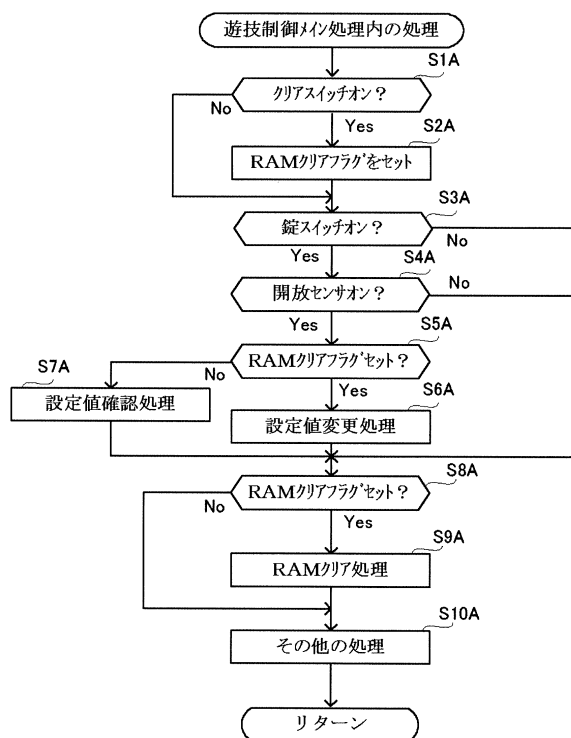 遊技制御ﾒｲﾝ処理内の処理
S1A
ｸﾘｱｽｲｯﾁオン?
No
Yes
S2A
RAMｸﾘｱﾌﾗｸﾞをセット
S3A
錠スイッチオン?
No
Yes
S4A
開放センサオン?
No
Yes
S5A
RAMｸﾘｱﾌﾗｸﾞセット?
No
Yes
S7A
設定値確認処理
S6A
設定値変更処理
S8A
RAMｸﾘｱﾌﾗｸﾞセット?
No
Yes
S9A
RAMｸﾘｱ処理
S10A
その他の処理
リターン